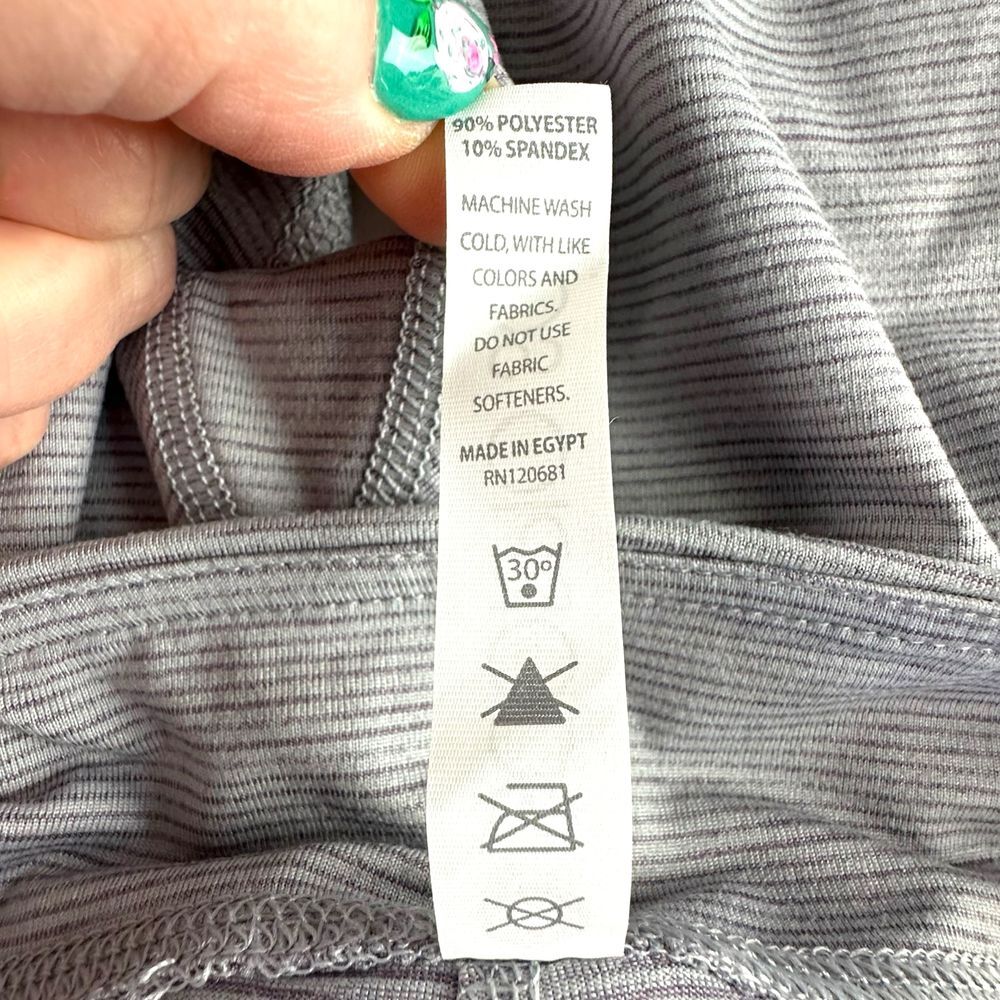 90% POLYESTER
10% SPANDEX
MACHINE WASH
COLD, WITH LIKE
COLORS AND
FABRICS.
DO NOT USE
FABRIC
SOFTENERS.
MADE IN EGYPT
RN120681
30°